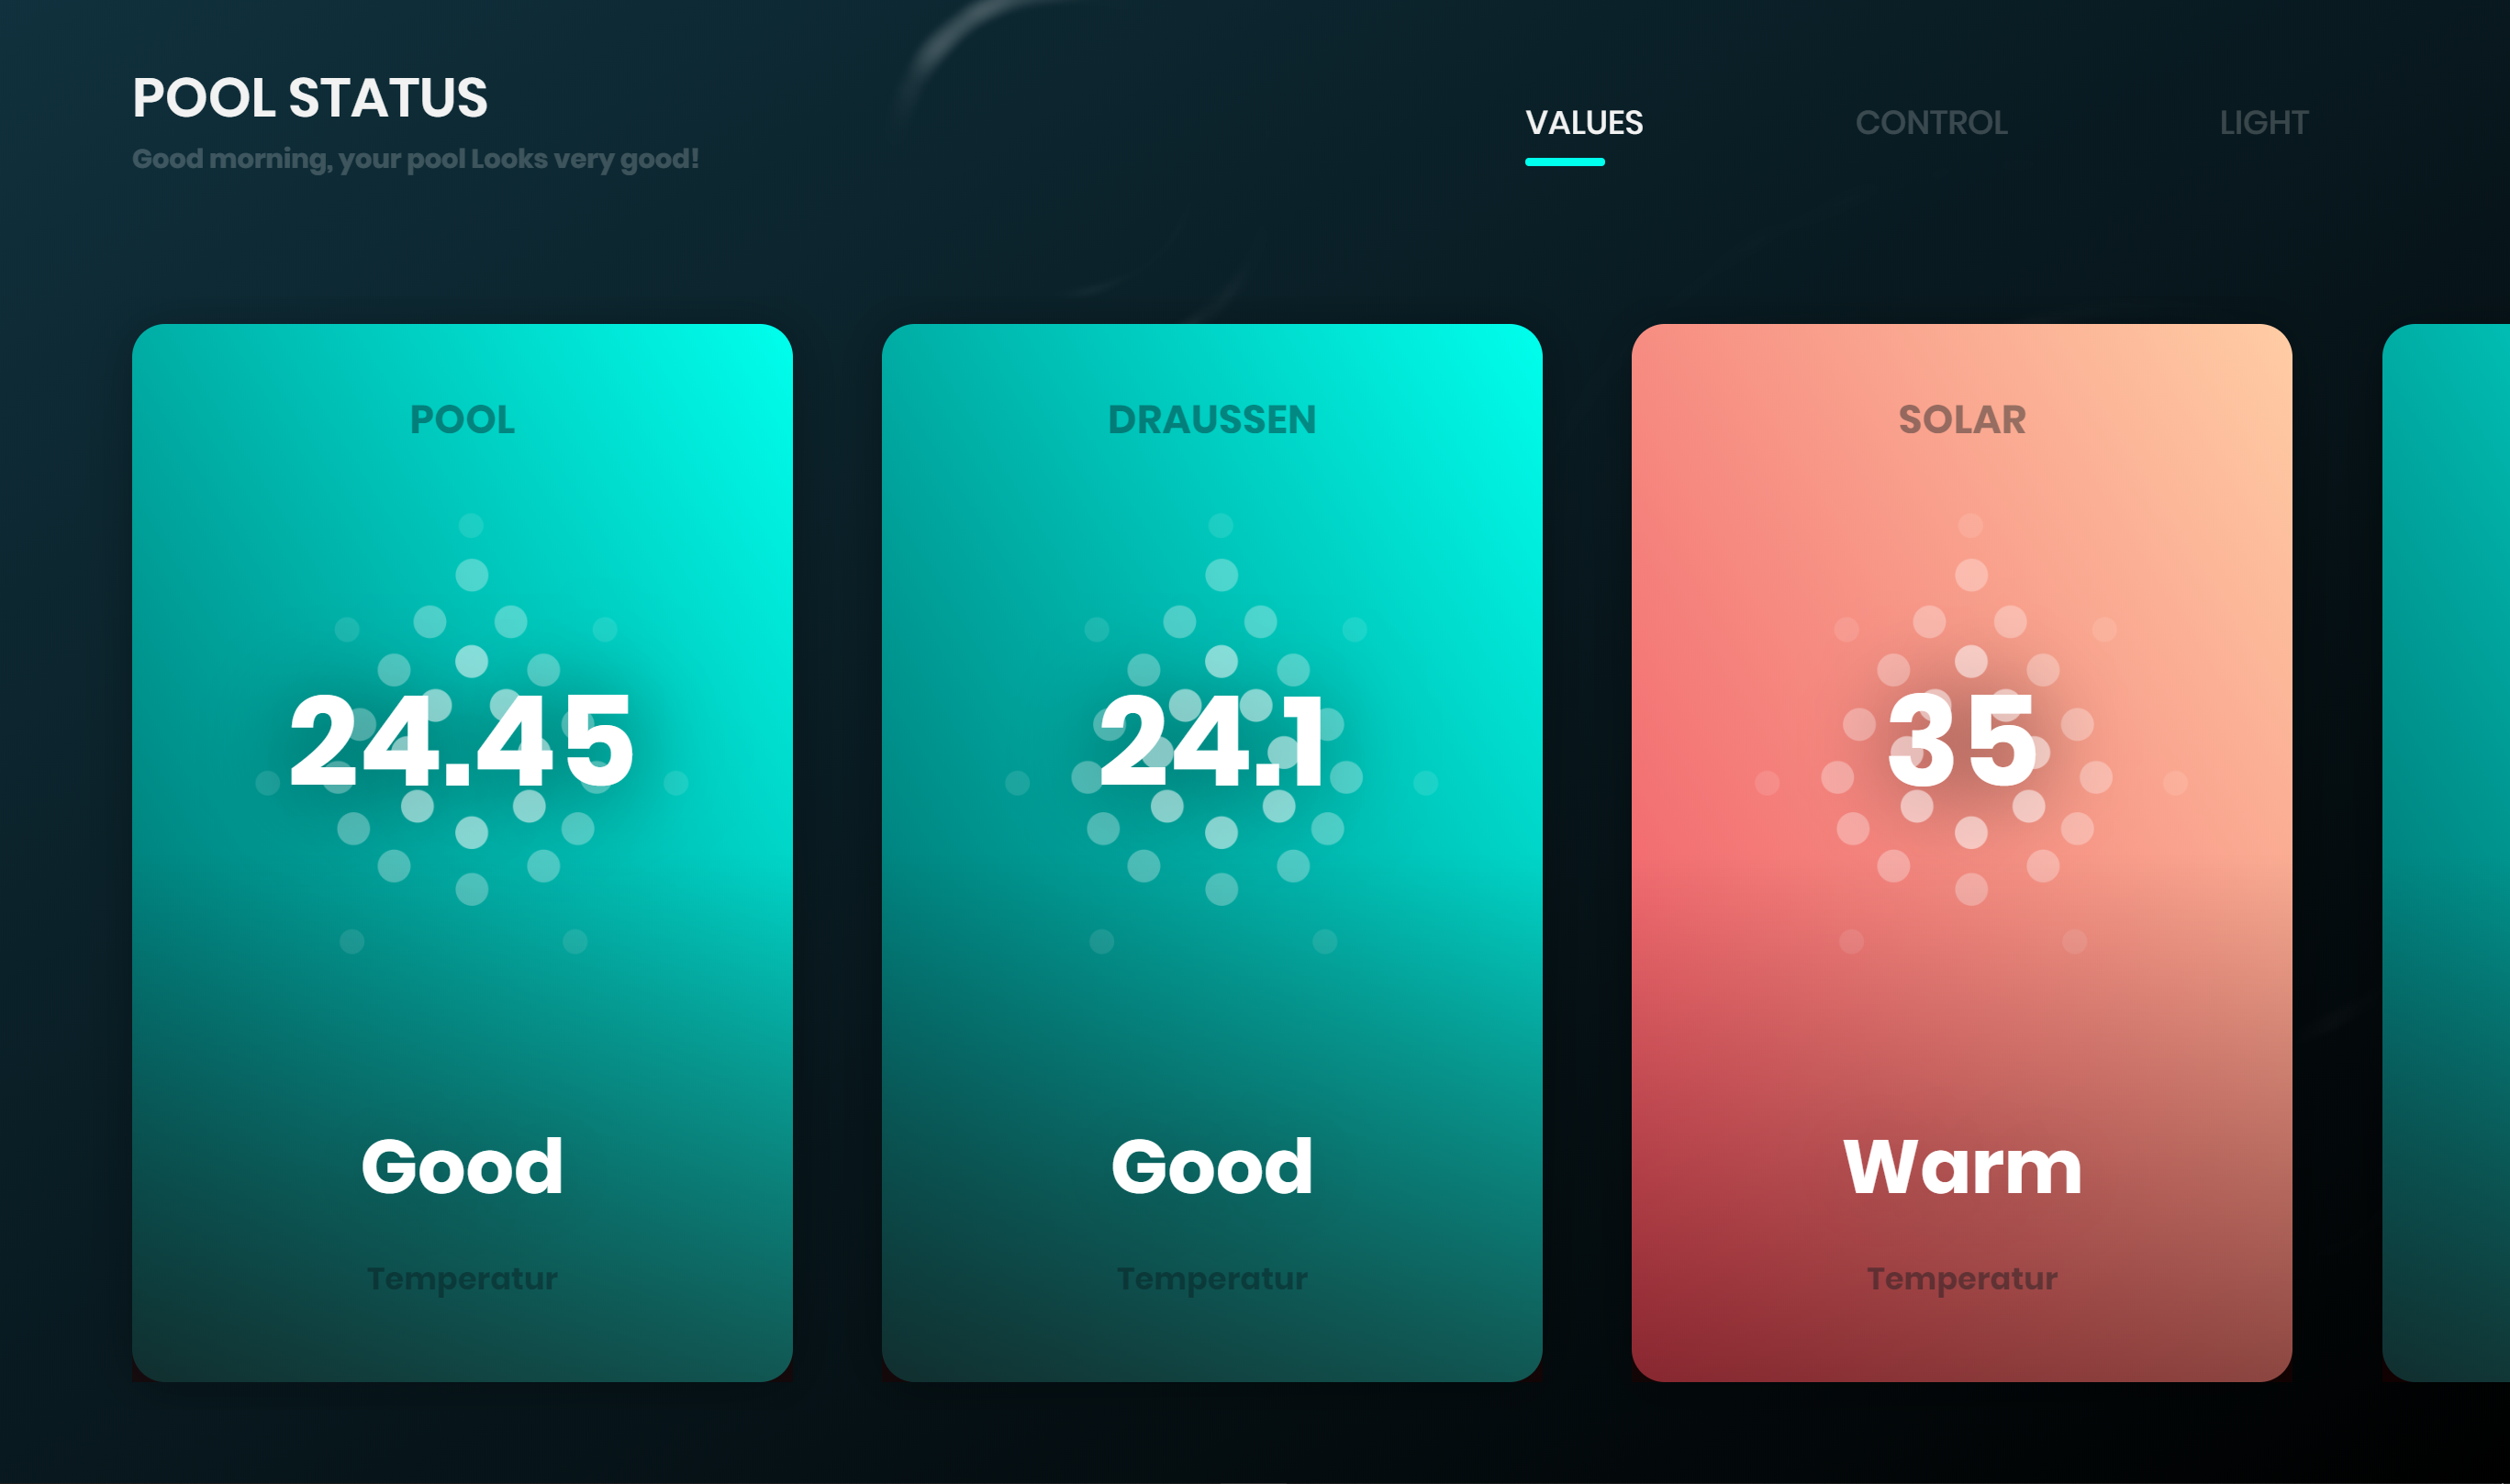 POOL STATUS
Good morning, your pool Looks very good!
VALUES
CONTROL
LIGHT
POOL
24.45
Good
Temperatur
DRAUSSEN
24.1
Good
Temperatur
SOLAR
35
Warm
Temperatur